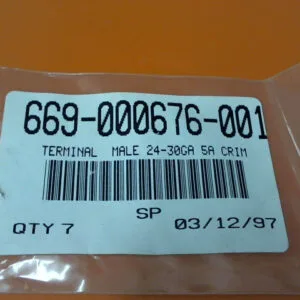 669-000676-001
TERMINAL MALE 24-30GA 5A CRIM
SP
QTY 7 03/12/97